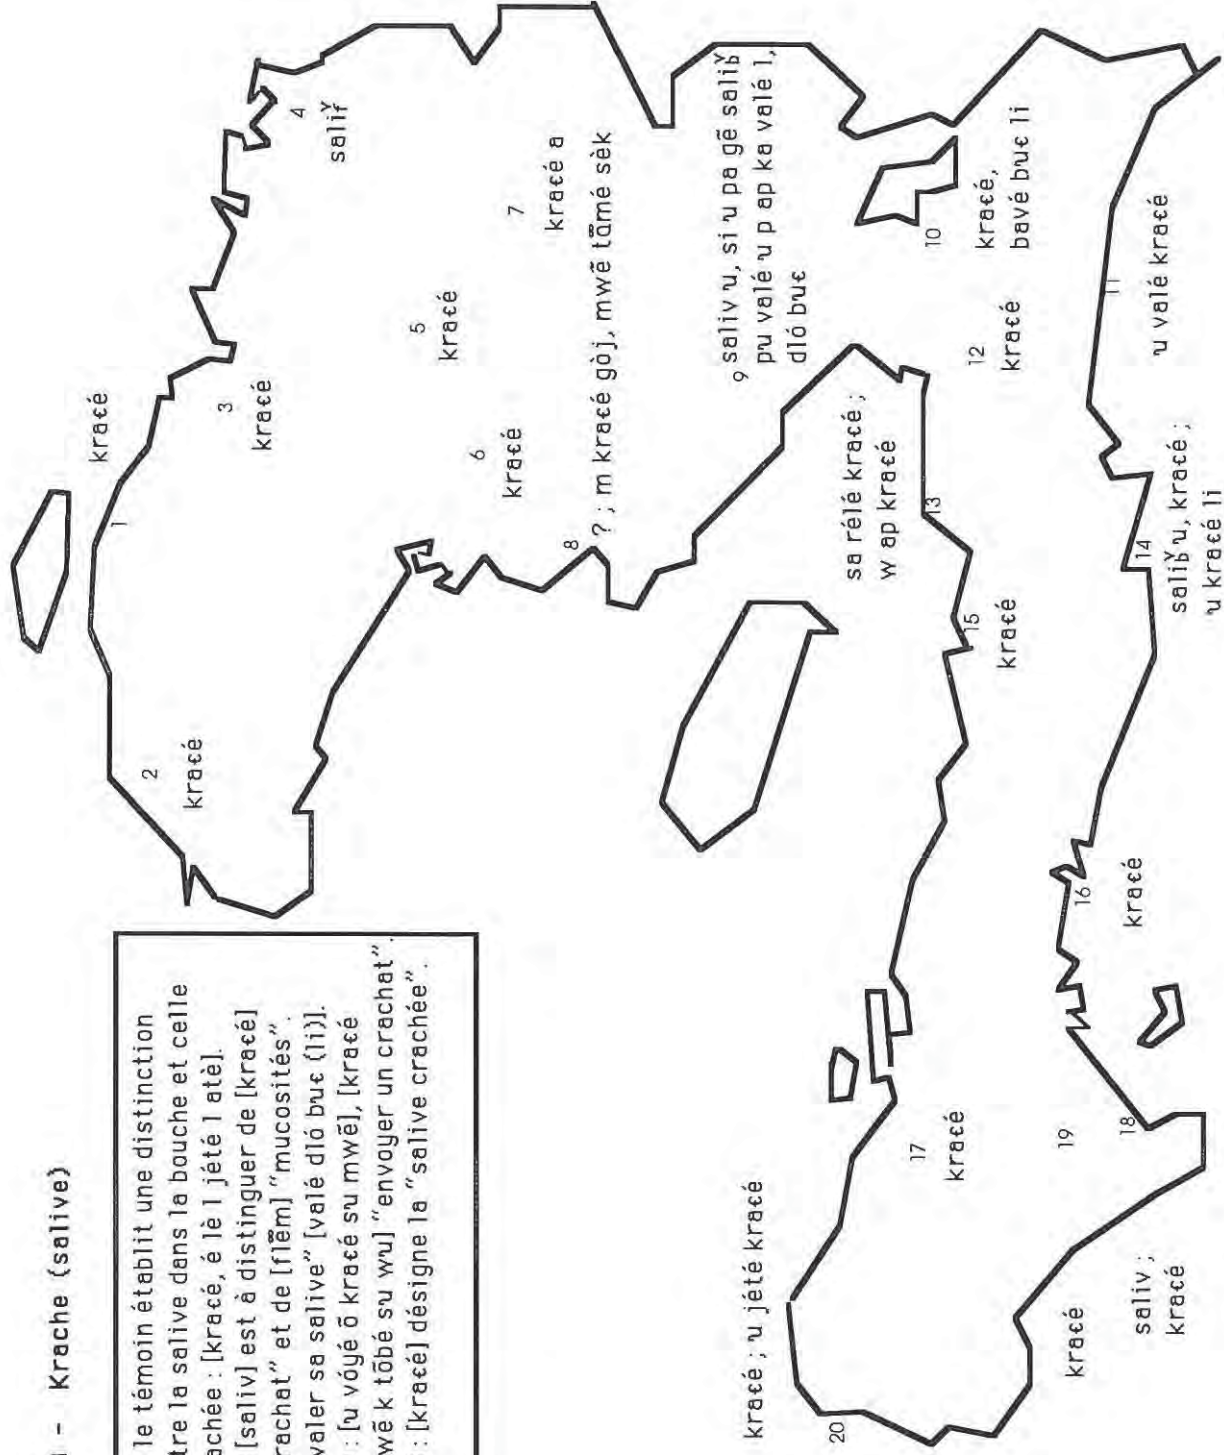 – Krache (salive)
le témoin établit une distinction
tre la salive dans la bouche et celle
achée : [kraɛé, é lè l jété l atè].
[saliv] est à distinguer de [kraɛé]
rachat” et de [flẽm] “mucosités”.
valer sa salive” [valé dló buɛ (li)].
: [u vóyé õ kraɛé su mwẽ], [kraɛé
wẽ k tõbé su wu] “envoyer un crachat”.
: [kraɛé] désigne la “salive crachée”.
1
kraɛé
2
kraɛé
3
kraɛé
4
salif̌
5
kraɛé
6
kraɛé
7
kraɛé a
8
? ; m kraɛé gòj, mwẽ tãmé sèk
9
saliv u, si u pa gẽ salib̌
pu valé u p ap ka valé l,
dló buɛ
10
kraɛé,
bavé buɛ li
11
u valé kraɛé
12
kraɛé
13
sa rélé kraɛé ;
w ap kraɛé
14
salib̌ u, kraɛé ;
u kraɛé li
15
kraɛé
16
kraɛé
17
kraɛé
18
saliv ;
kraɛé
19
kraɛé
20
kraɛé ; u jété kraɛé